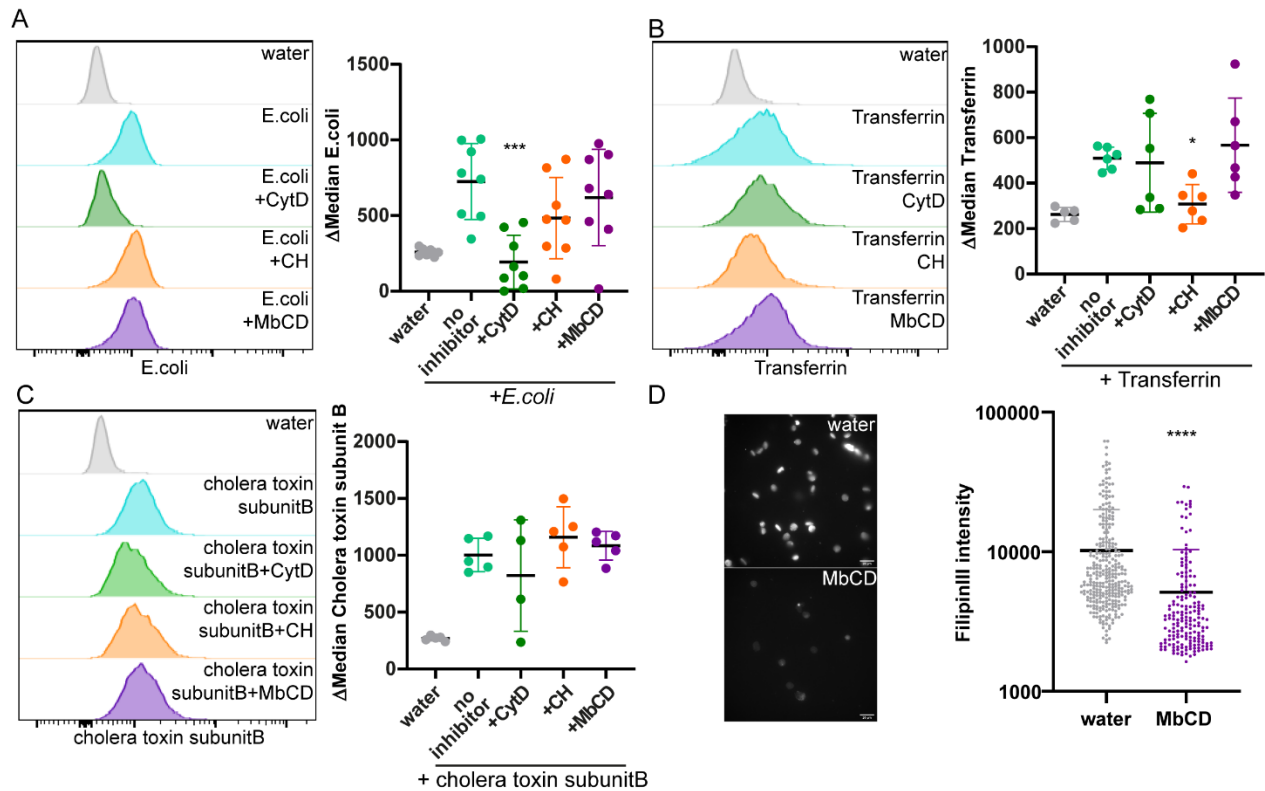 A
water
E.coli
E.coli
+CytD
E.coli
+CH
E.coli
+MbCD
E.coli
ΔMedian E.coli
1500
1000
500
0
***
water
no
inhibitor
+CytD
+CH
+MbCD
+E.coli
B
water
Transferrin
Transferrin
CytD
Transferrin
CH
Transferrin
MbCD
Transferrin
ΔMedian Transferrin
1000
800
600
400
200
0
*
water
no
inhibitor
+CytD
+CH
+MbCD
+ Transferrin
C
water
cholera toxin
subunitB
cholera toxin
subunitB+CytD
cholera toxin
subunitB+CH
cholera toxin
subunitB+MbCD
cholera toxin subunitB
ΔMedian Cholera toxin subunit B
2000
1500
1000
500
0
water
no
inhibitor
+CytD
+CH
+MbCD
+ cholera toxin subunitB
D
water
MbCD
FilipinIII intensity
100000
10000
1000
****
water
MbCD